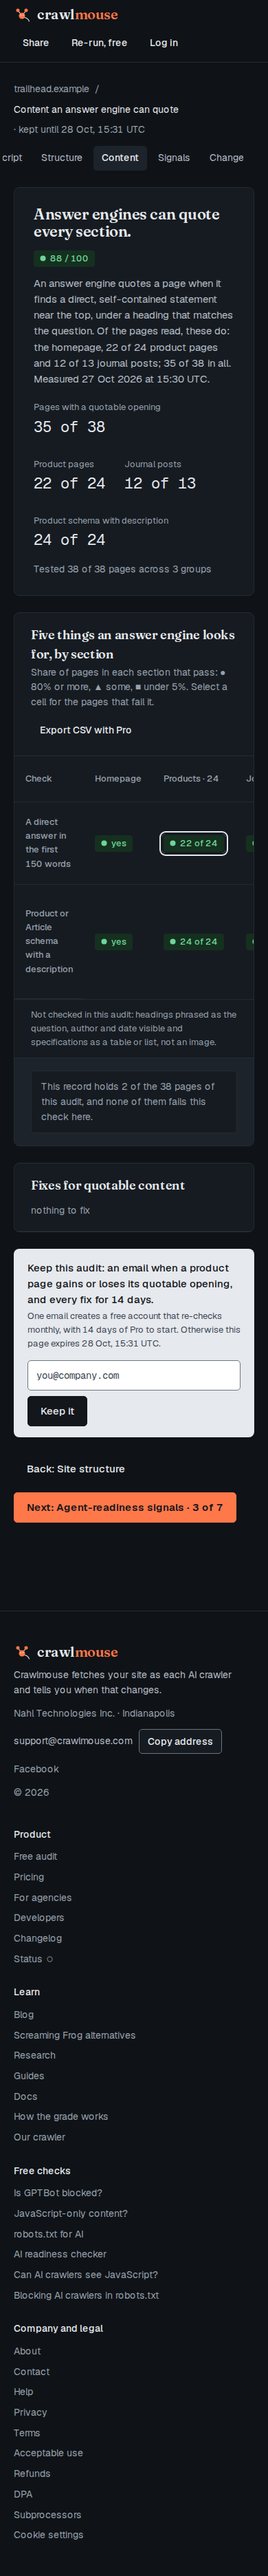 crawlmouse
Share Re-run, free Log in
trailhead.example /
Content an answer engine can quote
· kept until 28 Oct, 15:31 UTC
cript Structure Content Signals Change
Answer engines can quote
every section.
88 / 100
An answer engine quotes a page when it
finds a direct, self-contained statement
near the top, under a heading that matches
the question. Of the pages read, these do:
the homepage, 22 of 24 product pages
and 12 of 13 journal posts; 35 of 38 in all.
Measured 27 Oct 2026 at 15:30 UTC.
Pages with a quotable opening
35 of 38
Product pages Journal posts
22 of 24 12 of 13
Product schema with description
24 of 24
Tested 38 of 38 pages across 3 groups
Five things an answer engine looks
for, by section
Share of pages in each section that pass: ●
80% or more, ▲ some, ■ under 5%. Select a
cell for the pages that fail it.
Export CSV with Pro
Check Homepage Products · 24 Jo
A direct
answer in
the first
150 words
yes 22 of 24
Product or
Article
schema
with a
description
yes 24 of 24
Not checked in this audit: headings phrased as the
question, author and date visible and
specifications as a table or list, not an image.
This record holds 2 of the 38 pages of
this audit, and none of them fails this
check here.
Fixes for quotable content
nothing to fix
Keep this audit: an email when a product
page gains or loses its quotable opening,
and every fix for 14 days.
One email creates a free account that re-checks
monthly, with 14 days of Pro to start. Otherwise this
page expires 28 Oct, 15:31 UTC.
you@company.com
Keep it
Back: Site structure
Next: Agent-readiness signals · 3 of 7
crawlmouse
Crawlmouse fetches your site as each AI crawler
and tells you when that changes.
Nahl Technologies Inc. · Indianapolis
support@crawlmouse.com Copy address
Facebook
© 2026
Product
Free audit
Pricing
For agencies
Developers
Changelog
Status
Learn
Blog
Screaming Frog alternatives
Research
Guides
Docs
How the grade works
Our crawler
Free checks
Is GPTBot blocked?
JavaScript-only content?
robots.txt for AI
AI readiness checker
Can AI crawlers see JavaScript?
Blocking AI crawlers in robots.txt
Company and legal
About
Contact
Help
Privacy
Terms
Acceptable use
Refunds
DPA
Subprocessors
Cookie settings